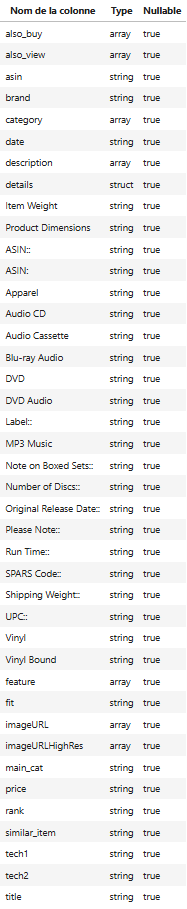 Nom de la colonne Type Nullable
also_buy array true
also_view array true
asin string true
brand string true
category array true
date string true
description array true
details struct true
Item Weight string true
Product Dimensions string true
ASIN:: string true
ASIN: string true
Apparel string true
Audio CD string true
Audio Cassette string true
Blu-ray Audio string true
DVD string true
DVD Audio string true
Label:: string true
MP3 Music string true
Note on Boxed Sets:: string true
Number of Discs:: string true
Original Release Date:: string true
Please Note:: string true
Run Time:: string true
SPARS Code:: string true
Shipping Weight:: string true
UPC:: string true
Vinyl string true
Vinyl Bound string true
feature array true
fit string true
imageURL array true
imageURLHighRes array true
main_cat string true
price string true
rank string true
similar_item string true
tech1 string true
tech2 string true
title string true